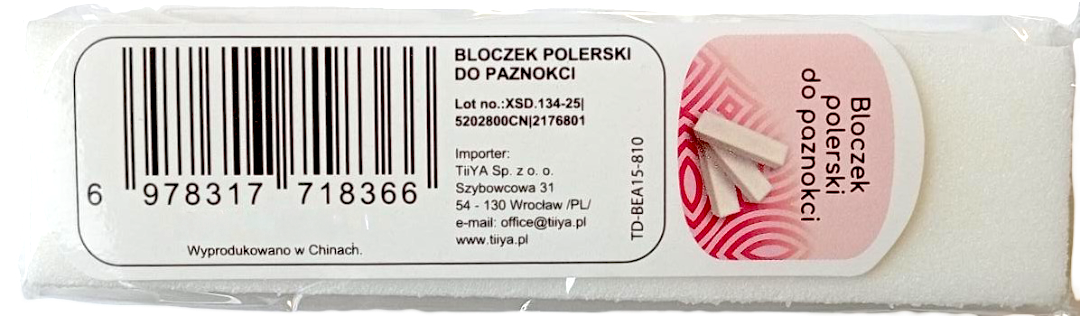 6 978317 718366
Wyprodukowano w Chinach.
BLOCZEK POLERSKI
DO PAZNOKCI
Lot no.:XSD.134-25|
5202800CN|2176801
Importer:
TiiYA Sp. z o. o.
Szybowcowa 31
54 - 130 Wrocław /PL/
e-mail: office@tiiya.pl
www.tiiya.pl
TD-BEA15-810
Bloczek
polerski
do paznokci